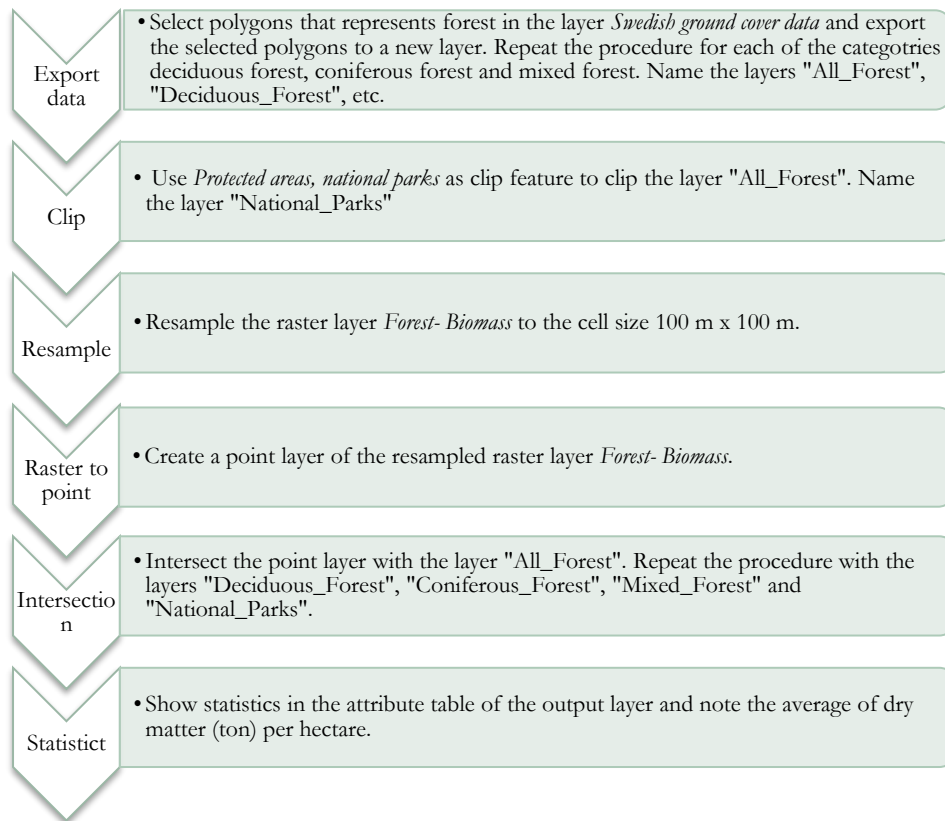 Export
data
• Select polygons that represents forest in the layer Swedish ground cover data and export
the selected polygons to a new layer. Repeat the procedure for each of the categotries
deciduous forest, coniferous forest and mixed forest. Name the layers "All_Forest",
"Deciduous_Forest", etc.
Clip
• Use Protected areas, national parks as clip feature to clip the layer "All_Forest". Name
the layer "National_Parks"
Resample
• Resample the raster layer Forest- Biomass to the cell size 100 m x 100 m.
Raster to
point
• Create a point layer of the resampled raster layer Forest- Biomass.
Intersectio
n
• Intersect the point layer with the layer "All_Forest". Repeat the procedure with the
layers "Deciduous_Forest", "Coniferous_Forest", "Mixed_Forest" and
"National_Parks".
Statistict
• Show statistics in the attribute table of the output layer and note the average of dry
matter (ton) per hectare.